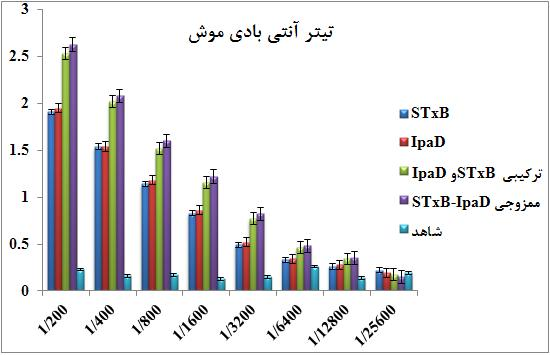 تیتر آنتی بادی موش
3
2.5
2
1.5
1
0.5
0
1/200
1/400
1/800
1/1600
1/3200
1/6400
1/12800
1/25600
STxB
IpaD
ترکیبی STxBو IpaD
ممزوجی STxB-IpaD
شاهد